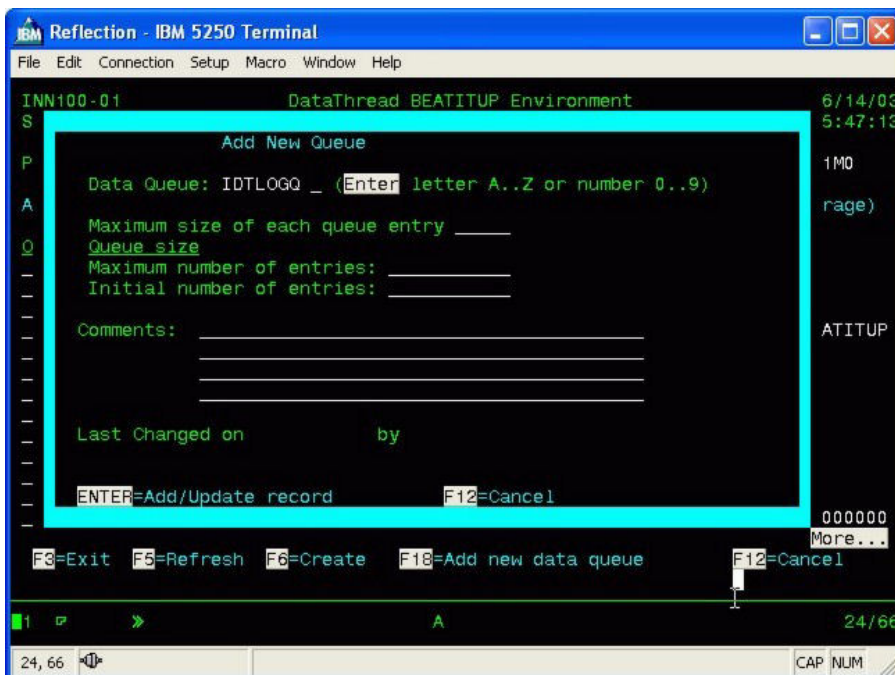 IBM Reflection - IBM 5250 Terminal
File Edit Connection Setup Macro Window Help
INN100-01 DataThread BEATITUP Environment 6/14/03
S 5:47:13
Add New Queue
P 1M0
Data Queue: IDTLOGQ _ (Enter letter A..Z or number 0..9)
A rage)
Maximum size of each queue entry _____
O Queue size
Maximum number of entries:
Initial number of entries:
Comments: ATITUP
Last Changed on by
ENTER=Add/Update record F12=Cancel
000000
More...
F3=Exit F5=Refresh F6=Create F18=Add new data queue F12=Cancel
1 A 24/66
24, 66 CAP NUM